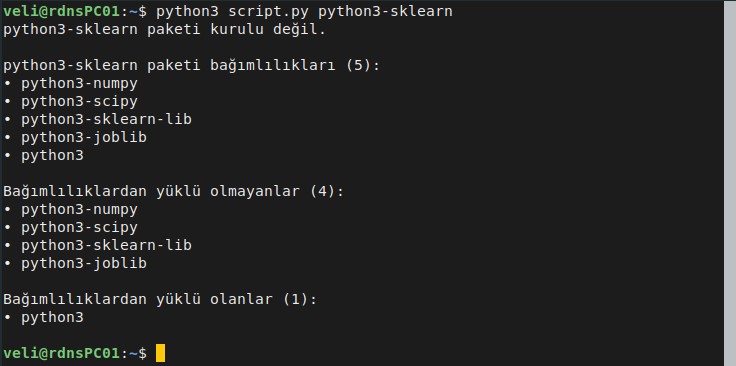 veli@rdnsPC01:~$ python3 script.py python3-sklearn
python3-sklearn paketi kurulu değil.
python3-sklearn paketi bağımlılıkları (5):
• python3-numpy
• python3-scipy
• python3-sklearn-lib
• python3-joblib
• python3
Bağımlılıklardan yüklü olmayanlar (4):
• python3-numpy
• python3-scipy
• python3-sklearn-lib
• python3-joblib
Bağımlılıklardan yüklü olanlar (1):
• python3
veli@rdnsPC01:~$